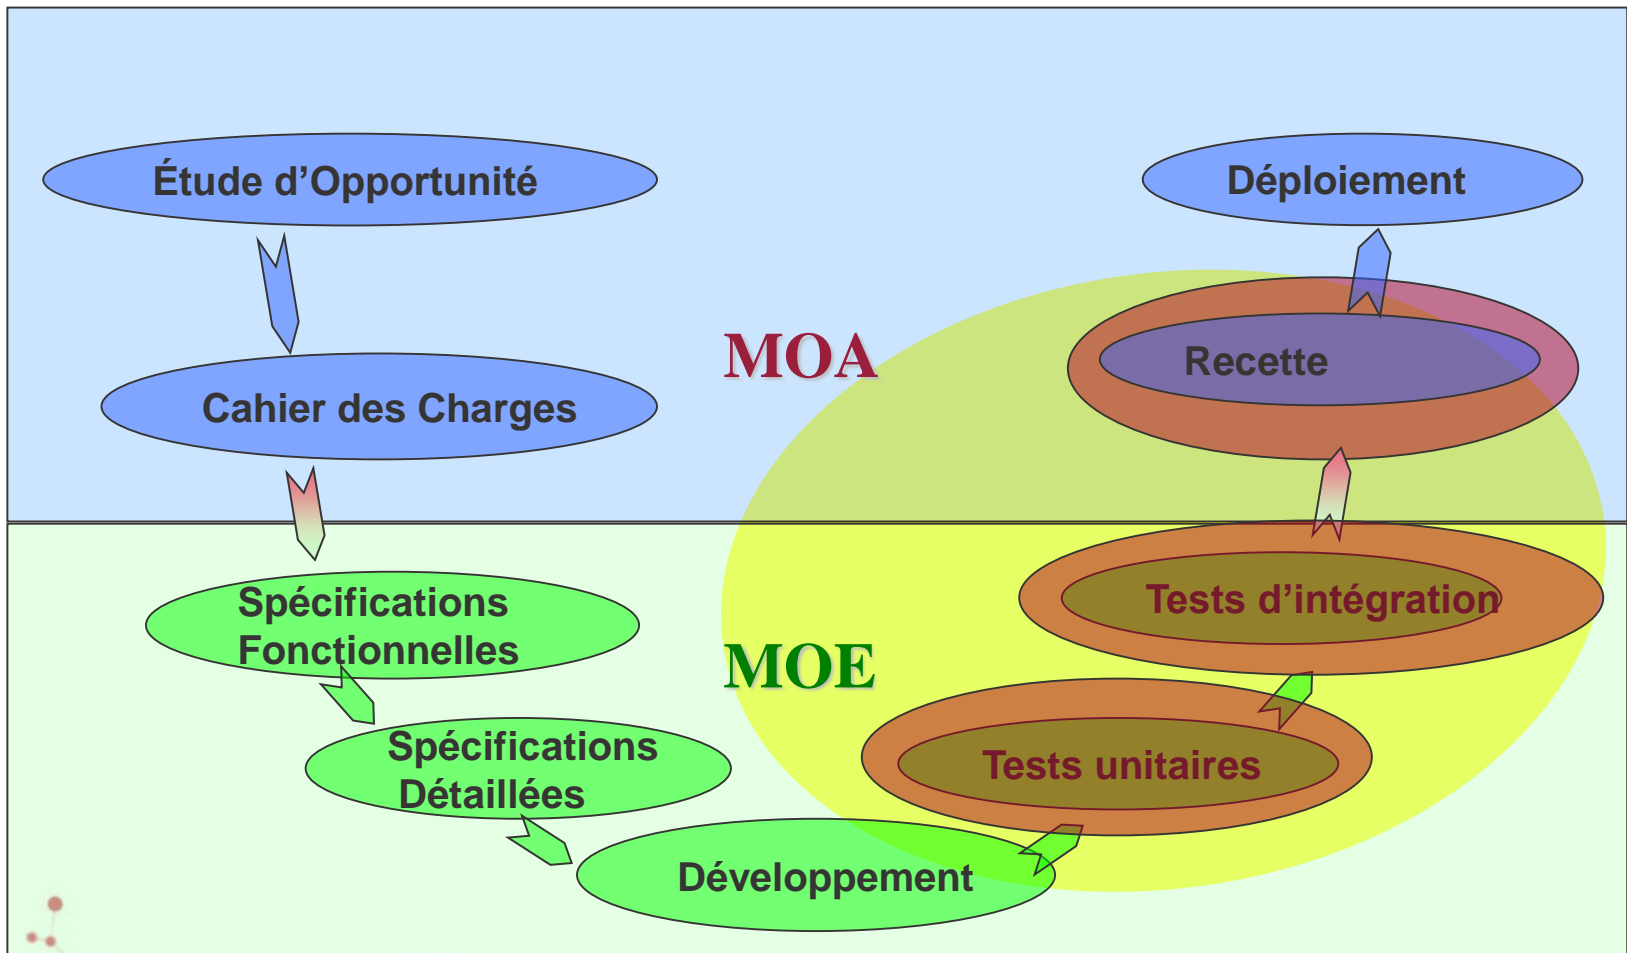 Étude d’Opportunité
Déploiement
MOA
Recette
Cahier des Charges
Spécifications
Fonctionnelles
Tests d’intégration
MOE
Spécifications
Détaillées
Tests unitaires
Développement